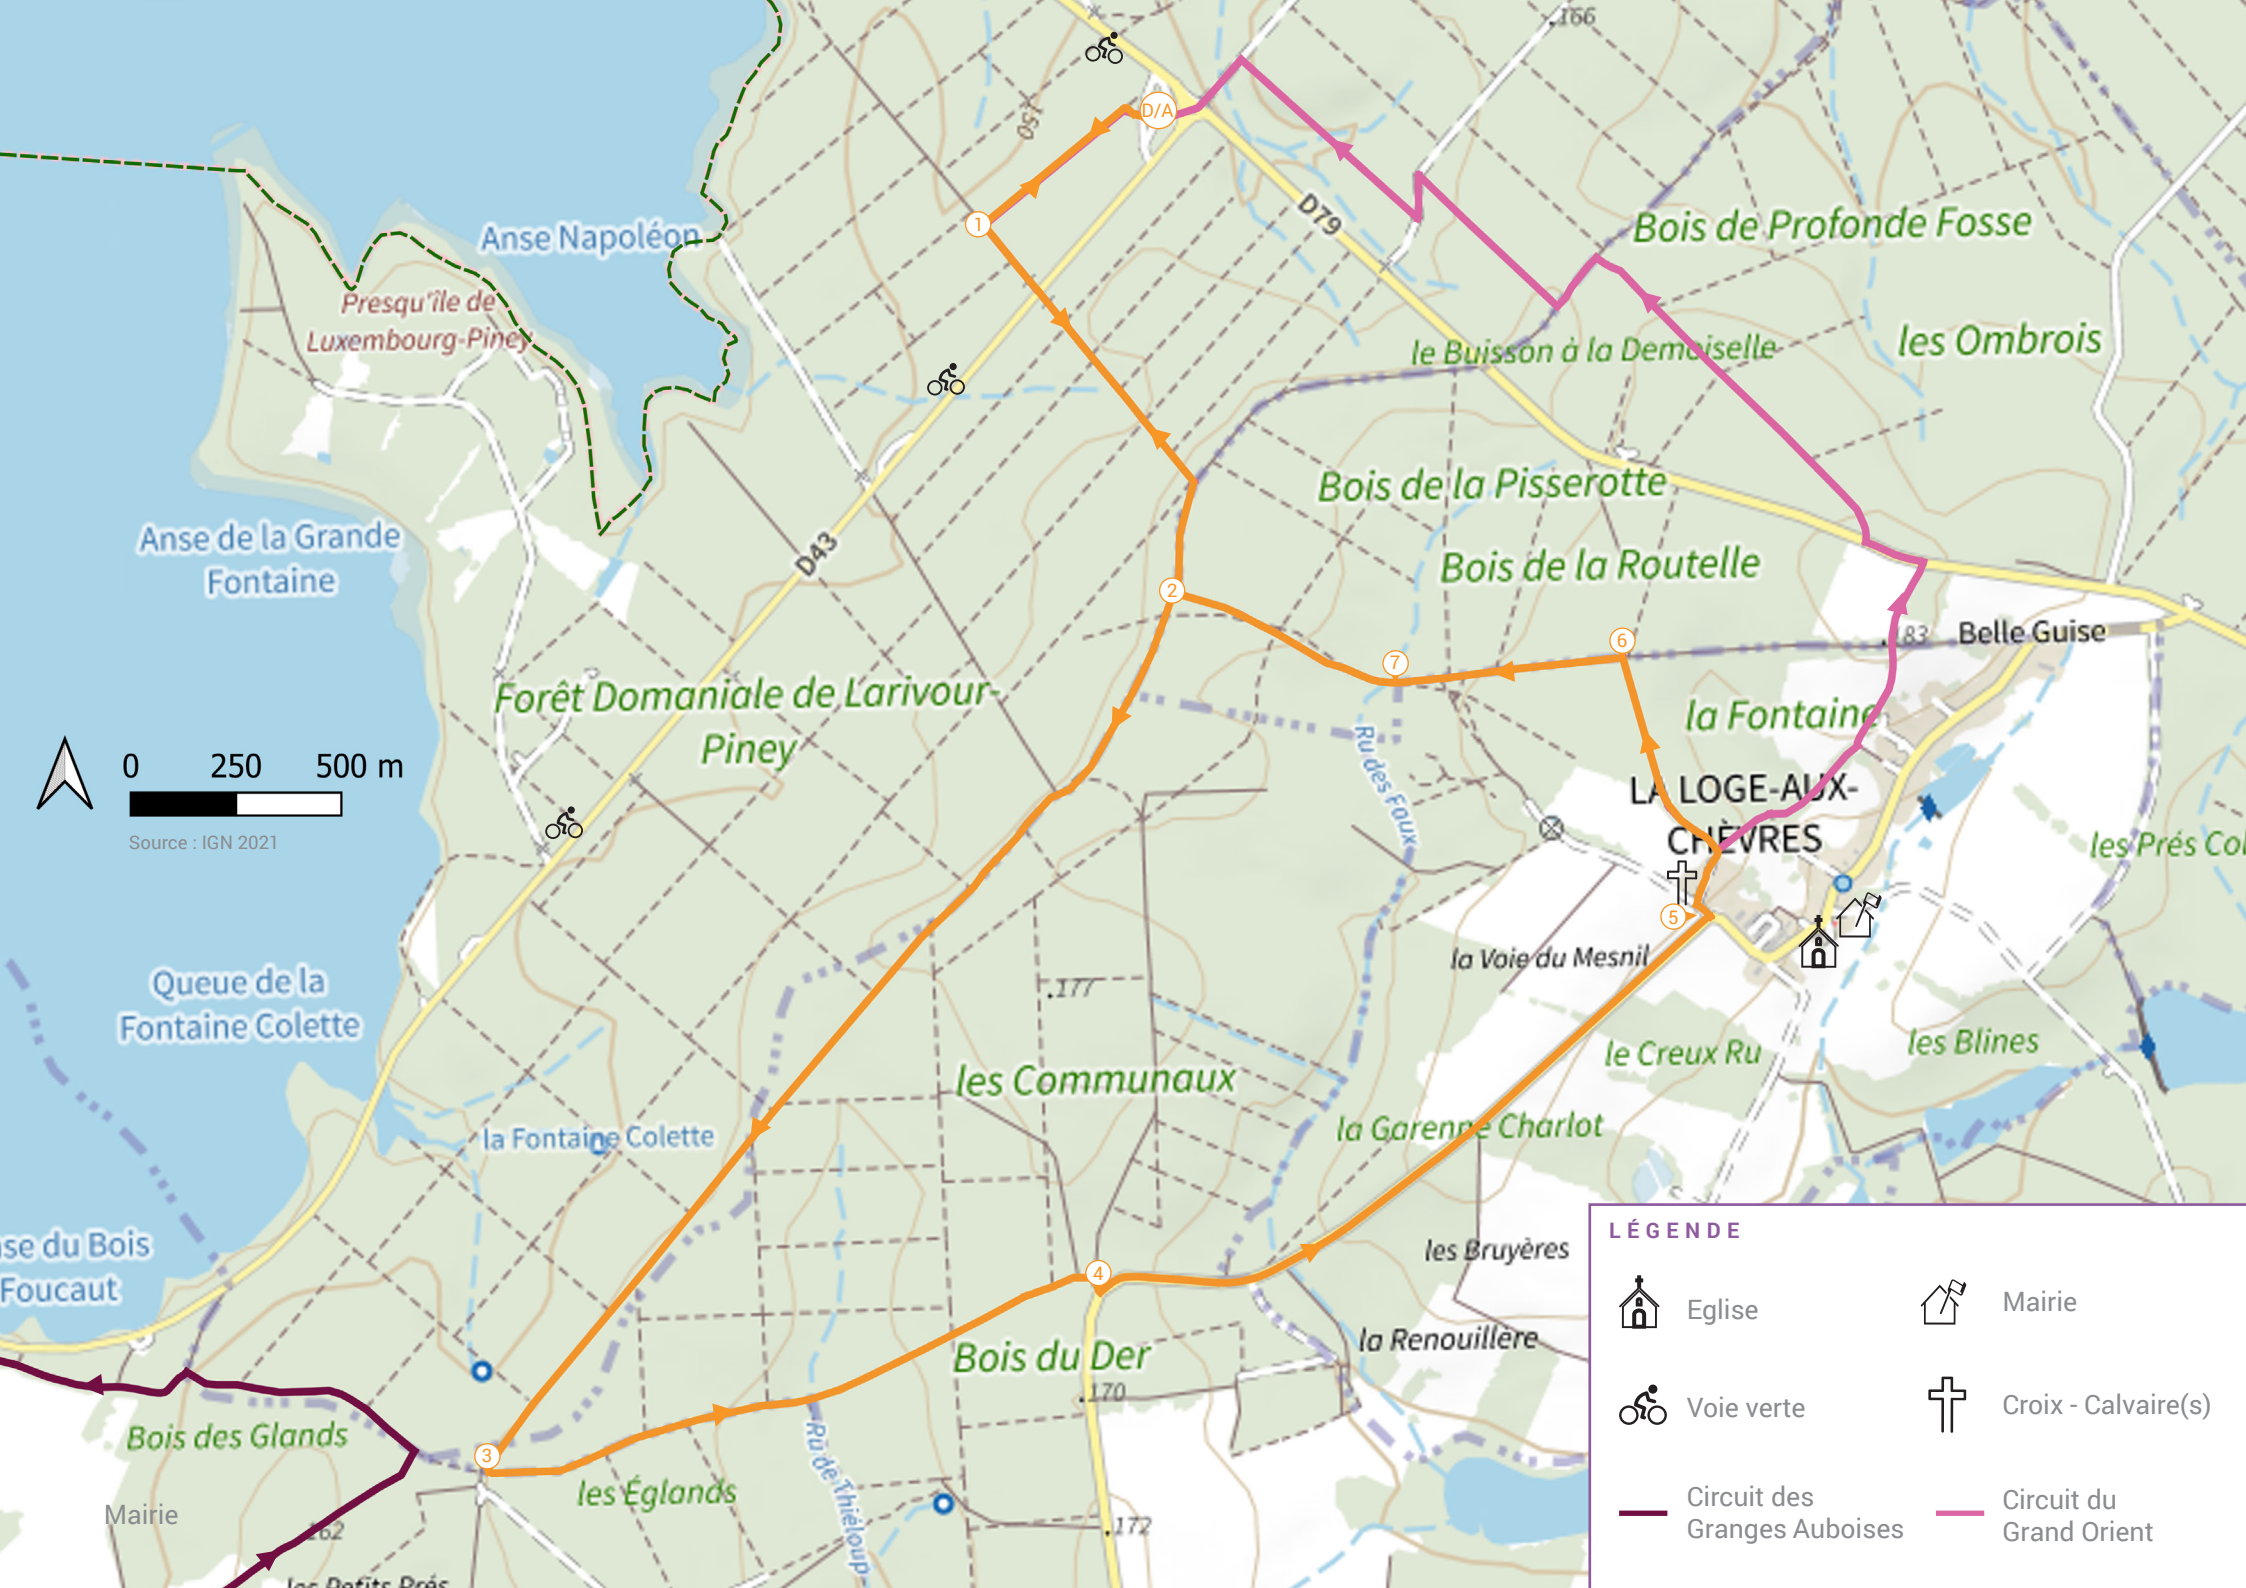 166
D/A
150
1
D79
Bois de Profonde Fosse
Anse Napoléon
Presqu'île de
Luxembourg-Piney
le Buisson à la Demoiselle
les Ombrois
Bois de la Pisserotte
Anse de la Grande
Fontaine
D43
Bois de la Routelle
2
6
7
183
Belle Guise
Forêt Domaniale de Larivour-
Piney
la Fontaine
Ru des Faux
0 250 500 m
Source : IGN 2021
LA LOGE-AUX-
CHÈVRES
les Prés Col
5
la Voie du Mesnil
Queue de la
Fontaine Colette
177
le Creux Ru
les Blines
les Communaux
la Garenne Charlot
la Fontaine Colette
se du Bois
Foucaut
4
les Bruyères
la Renouillère
Bois du Der
170
Bois des Glands
3
les Églands
Ru de Thiéloup
Mairie
162
172
les Petits Prés
LÉGENDE
Eglise
Mairie
Voie verte
Croix - Calvaire(s)
Circuit des
Granges Auboises
Circuit du
Grand Orient